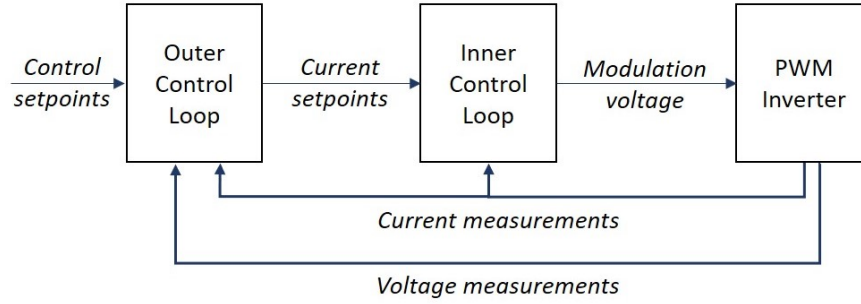 Control
setpoints
Outer
Control
Loop
Current
setpoints
Inner
Control
Loop
Modulation
voltage
PWM
Inverter
Current measurements
Voltage measurements